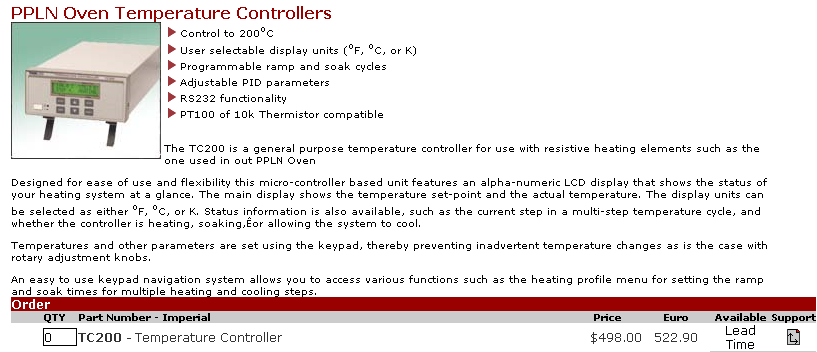 PPLN Oven Temperature Controllers
Control to 200°C
User selectable display units (°F, °C, or K)
Programmable ramp and soak cycles
Adjustable PID parameters
RS232 functionality
PT100 of 10k Thermistor compatible
The TC200 is a general purpose temperature controller for use with resistive heating elements such as the
one used in out PPLN Oven
Designed for ease of use and flexibility this micro-controller based unit features an alpha-numeric LCD display that shows the status of
your heating system at a glance. The main display shows the temperature set-point and the actual temperature. The display units can
be selected as either °F, °C, or K. Status information is also available, such as the current step in a multi-step temperature cycle, and
whether the controller is heating, soaking,Êor allowing the system to cool.
Temperatures and other parameters are set using the keypad, thereby preventing inadvertent temperature changes as is the case with
rotary adjustment knobs.
An easy to use keypad navigation system allows you to access various functions such as the heating profile menu for setting the ramp
and soak times for multiple heating and cooling steps.
Order
QTY Part Number - Imperial Price Euro Available Support
0 TC200 - Temperature Controller $498.00 522.90 Lead
Time